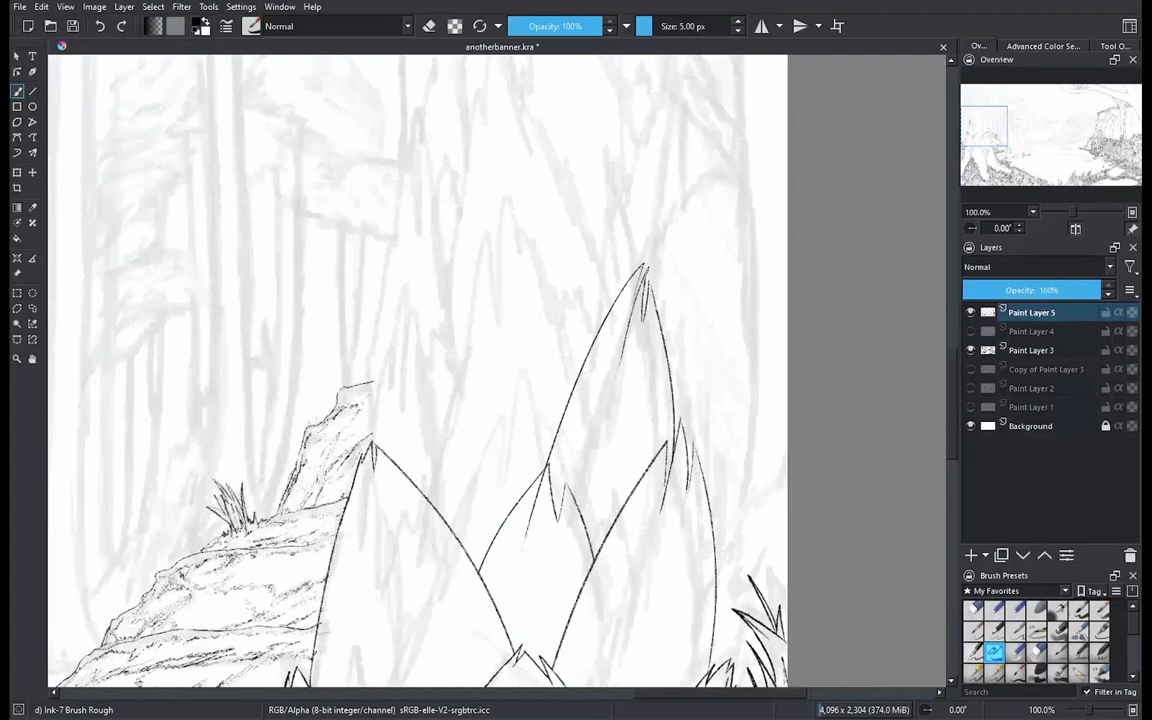 File Edit View Image Layer Select Filter Tools Settings Window Help
Normal Opacity: 100% Size: 5.00 px
anotherbanner.kra *
Ov... Advanced Color Se... Tool O...
Overview
100.0%
0.00°
Layers
Normal
Opacity: 100%
Paint Layer 5
Paint Layer 4
Paint Layer 3
Copy of Paint Layer 3
Paint Layer 2
Paint Layer 1
Background
Brush Presets
My Favorites Tag
Search Filter in Tag
d) Ink-7 Brush Rough RGB/Alpha (8-bit integer/channel) sRGB-elle-V2-srgbtrc.icc 4,096 x 2,304 (374.0 MiB) 0.00° 100.0%